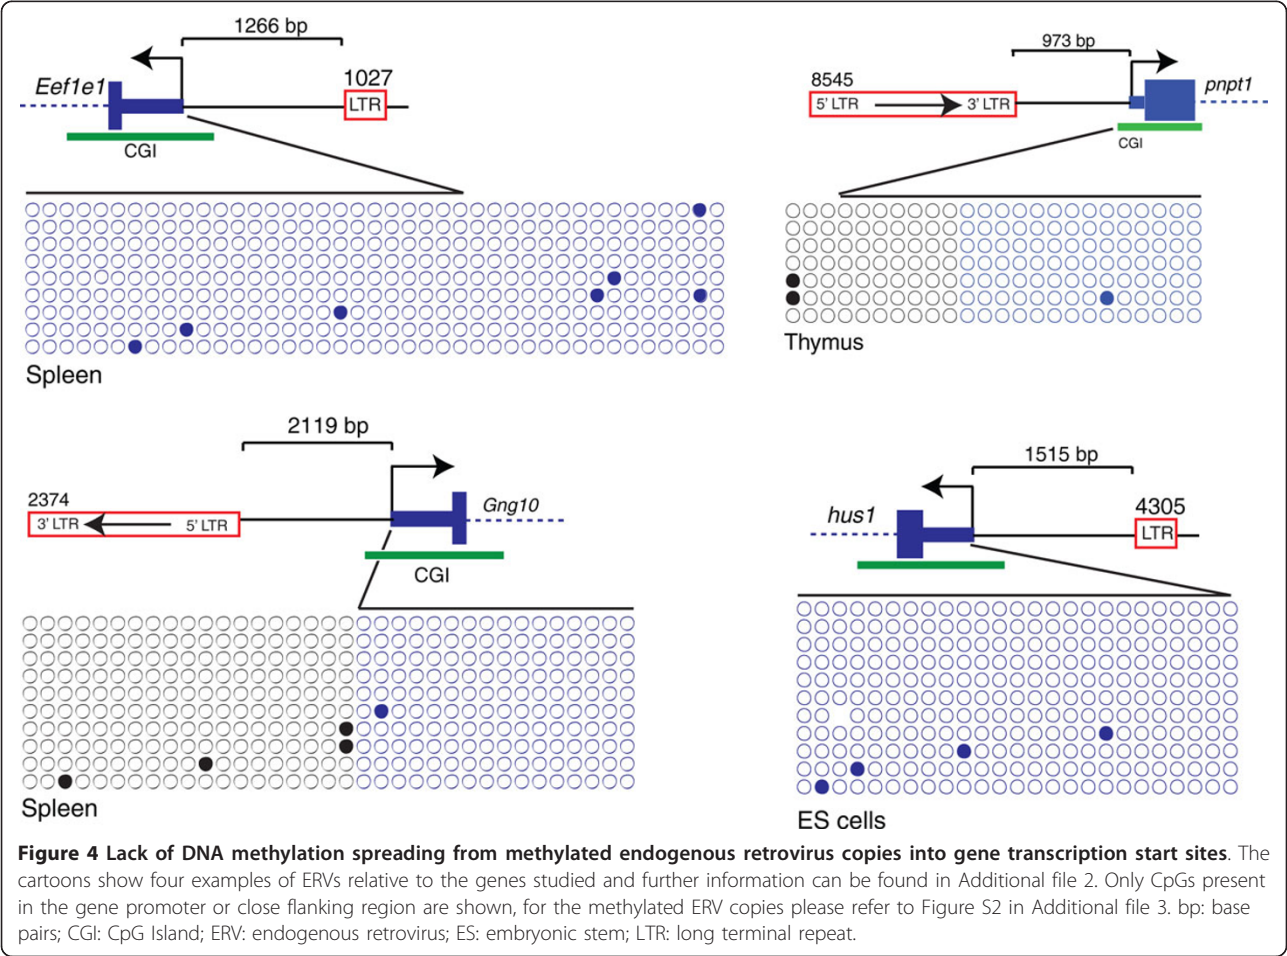 1266 bp
Eef1e1
1027
LTR
CGI
Spleen
973 bp
8545
5' LTR
3' LTR
pnpt1
CGI
Thymus
2119 bp
2374
3' LTR
5' LTR
Gng10
CGI
Spleen
1515 bp
hus1
4305
LTR
ES cells
Figure 4 Lack of DNA methylation spreading from methylated endogenous retrovirus copies into gene transcription start sites. The
cartoons show four examples of ERVs relative to the genes studied and further information can be found in Additional file 2. Only CpGs present
in the gene promoter or close flanking region are shown, for the methylated ERV copies please refer to Figure S2 in Additional file 3. bp: base
pairs; CGI: CpG Island; ERV: endogenous retrovirus; ES: embryonic stem; LTR: long terminal repeat.